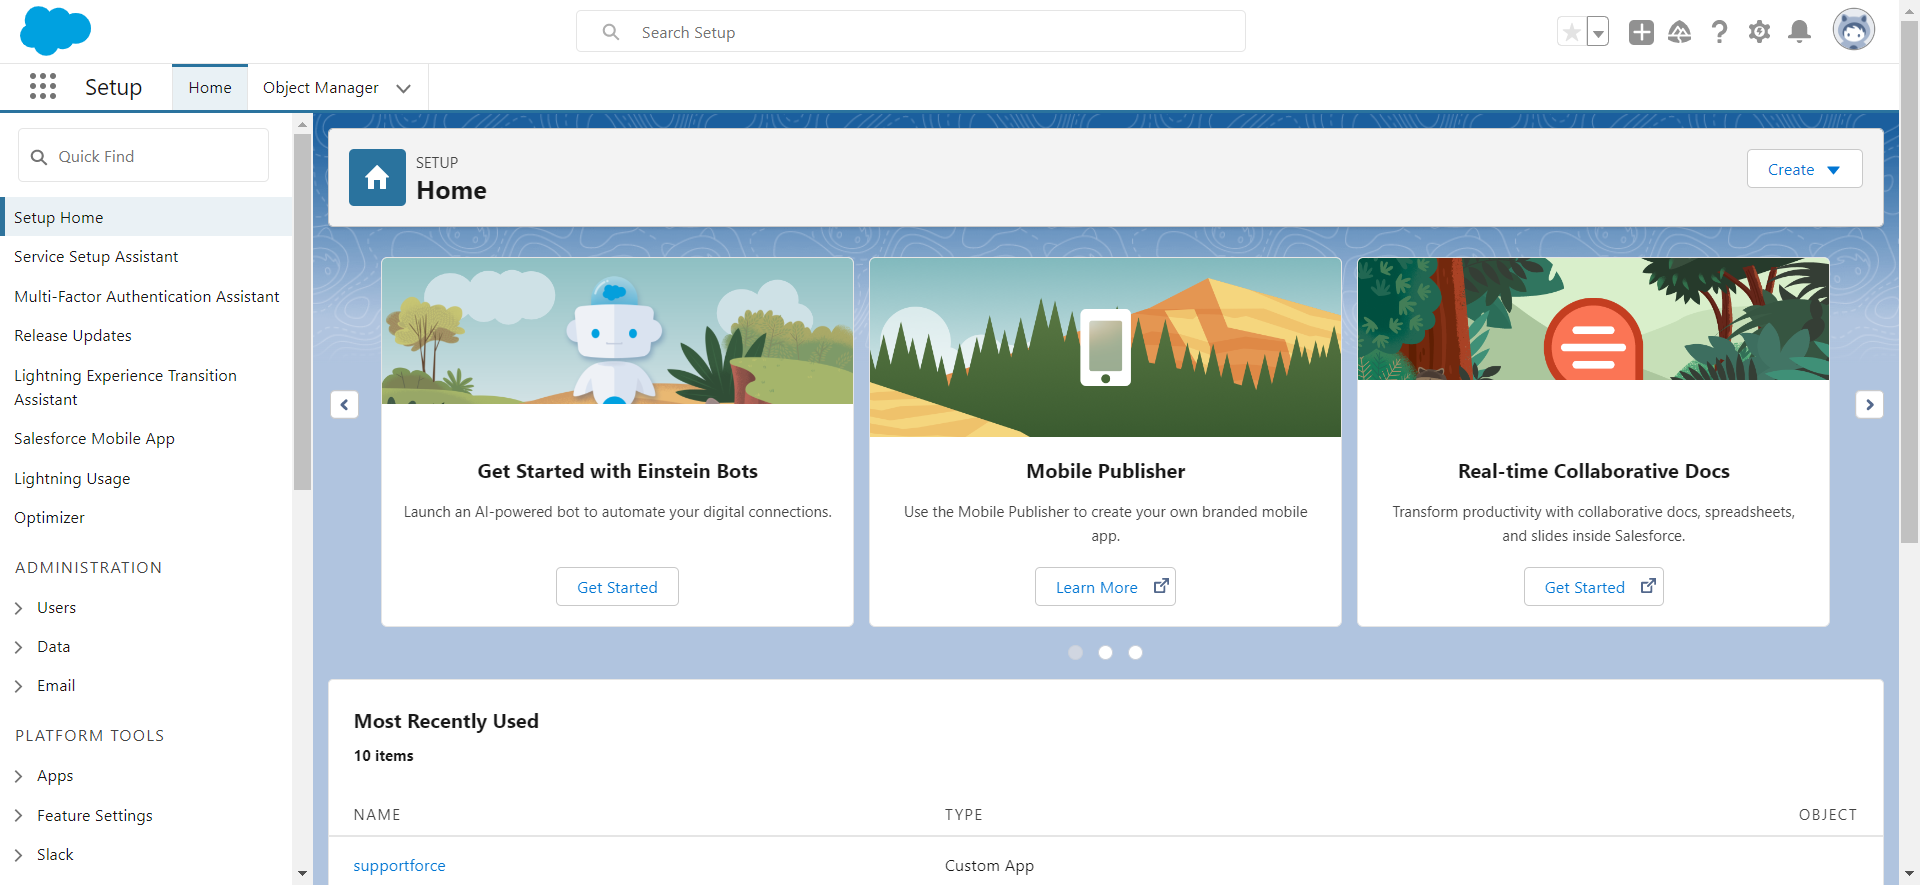 Search Setup
Setup
Home
Object Manager
Quick Find
Setup Home
Service Setup Assistant
Multi-Factor Authentication Assistant
Release Updates
Lightning Experience Transition
Assistant
Salesforce Mobile App
Lightning Usage
Optimizer
ADMINISTRATION
Users
Data
Email
PLATFORM TOOLS
Apps
Feature Settings
Slack
SETUP
Home
Create
Get Started with Einstein Bots
Launch an AI-powered bot to automate your digital connections.
Get Started
Mobile Publisher
Use the Mobile Publisher to create your own branded mobile
app.
Learn More
Real-time Collaborative Docs
Transform productivity with collaborative docs, spreadsheets,
and slides inside Salesforce.
Get Started
Most Recently Used
10 items
NAME TYPE OBJECT
supportforce Custom App